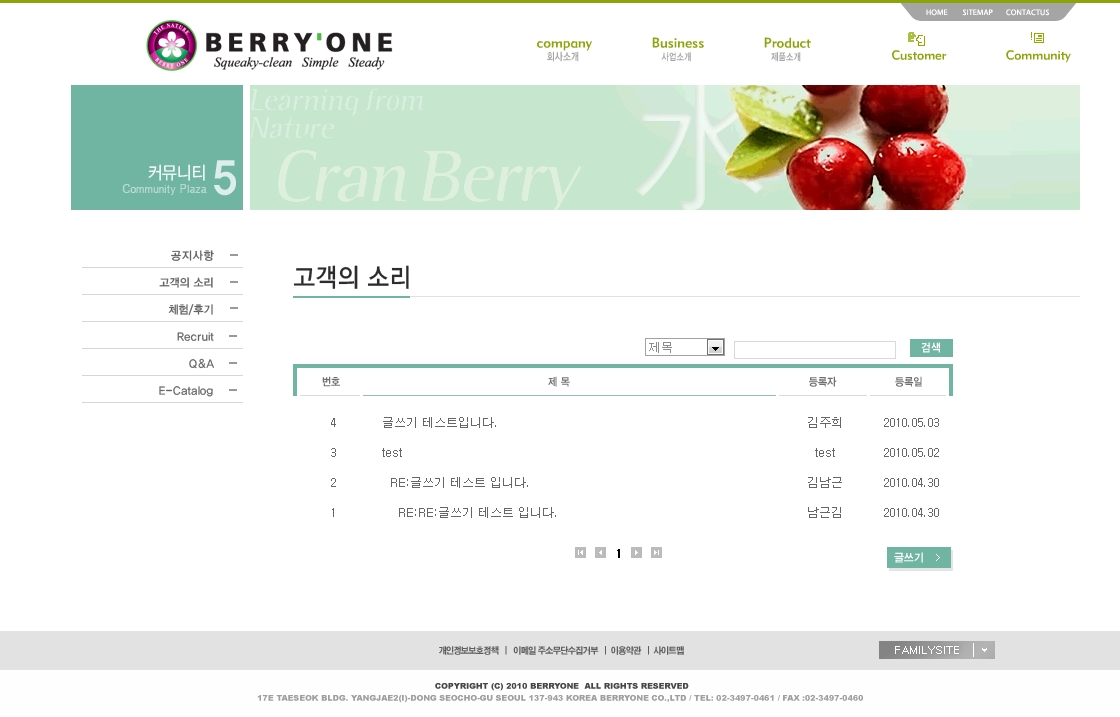 HOME SITEMAP CONTACTUS
THE NATURE BERRY ONE
BERRY'ONE
Squeaky-clean Simple Steady
company Business Product Customer Community
회사소개 사업소개 제품소개
Learning from
Nature
Cran Berry
水
커뮤니티 5
Community Plaza
공지사항
고객의 소리
체험/후기
Recruit
Q&A
E-Catalog
고객의 소리
제목 검색
번호 제 목 등록자 등록일
4 글쓰기 테스트입니다. 김주희 2010.05.03
3 test test 2010.05.02
2 RE:글쓰기 테스트 입니다. 김남근 2010.04.30
1 RE:RE:글쓰기 테스트 입니다. 남근김 2010.04.30
1
글쓰기
개인정보보호정책 | 이메일 주소무단수집거부 | 이용약관 | 사이트맵
FAMILYSITE
COPYRIGHT (C) 2010 BERRYONE ALL RIGHTS RESERVED
17E TAESEOK BLDG. YANGJAE2(I)-DONG SEOCHO-GU SEOUL 137-943 KOREA BERRYONE CO.,LTD / TEL: 02-3497-0461 / FAX :02-3497-0460